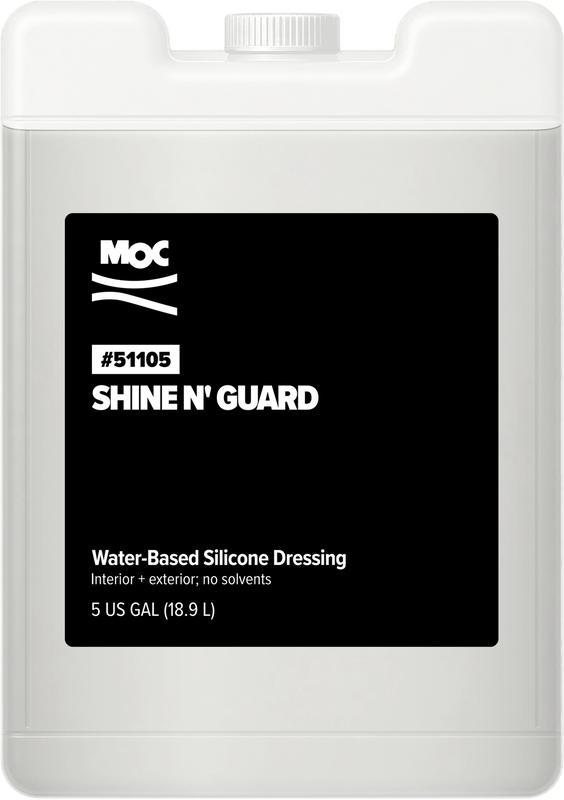 MOC
#51105
SHINE N' GUARD
Water-Based Silicone Dressing
Interior + exterior; no solvents
5 US GAL (18.9 L)